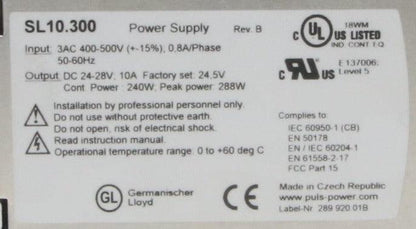 SL10.300 Power Supply Rev. B
Input: 3AC 400-500V (+-15%), 0,8A/Phase
50-60Hz
Output: DC 24-28V, 10A Factory set: 24,5V
Cont. Power: 240W; Peak power: 288W
C UL US LISTED
18WM
IND CONT EQ
C RU US
E137006
Level 5
Installation by professional personnel only.
Do not use without protective earth.
Do not open, risk of electrical shock.
Read instruction manual.
Operational temperature range: 0 to +60 deg C
Complies to:
IEC 60950-1 (CB)
EN 50178
EN / IEC 60204-1
EN 61558-2-17
FCC Part 15
GL Germanischer
Lloyd
CE
Made in Czech Republic
www.puls-power.com
Label-Nr 289.920.01B